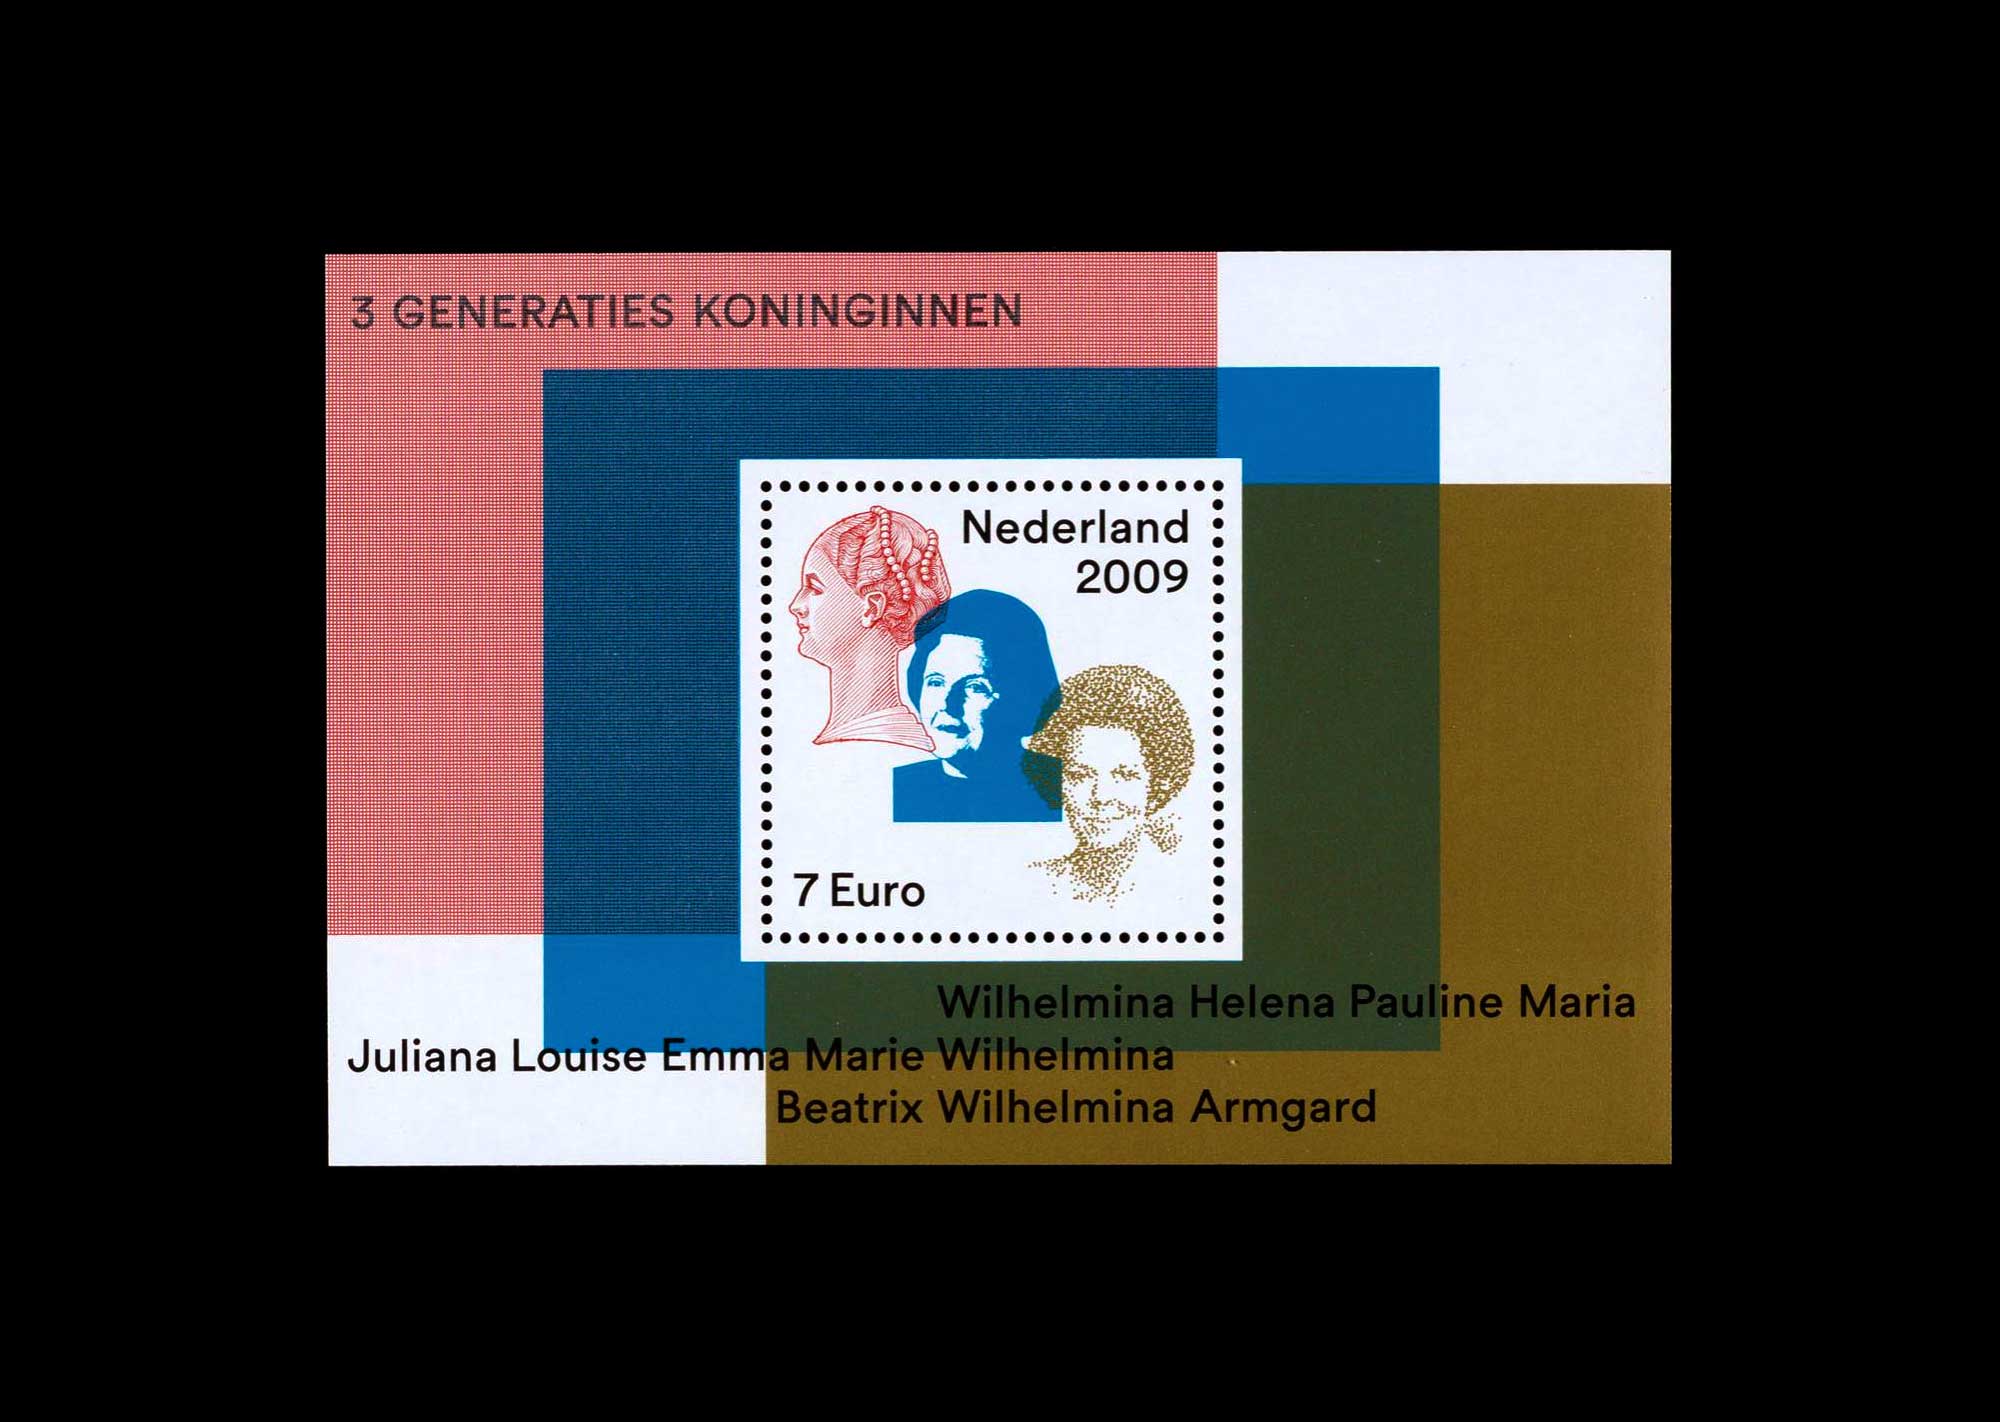 3 GENERATIES KONINGINNEN
Nederland
2009
7 Euro
Wilhelmina Helena Pauline Maria
Juliana Louise Emma Marie Wilhelmina
Beatrix Wilhelmina Armgard